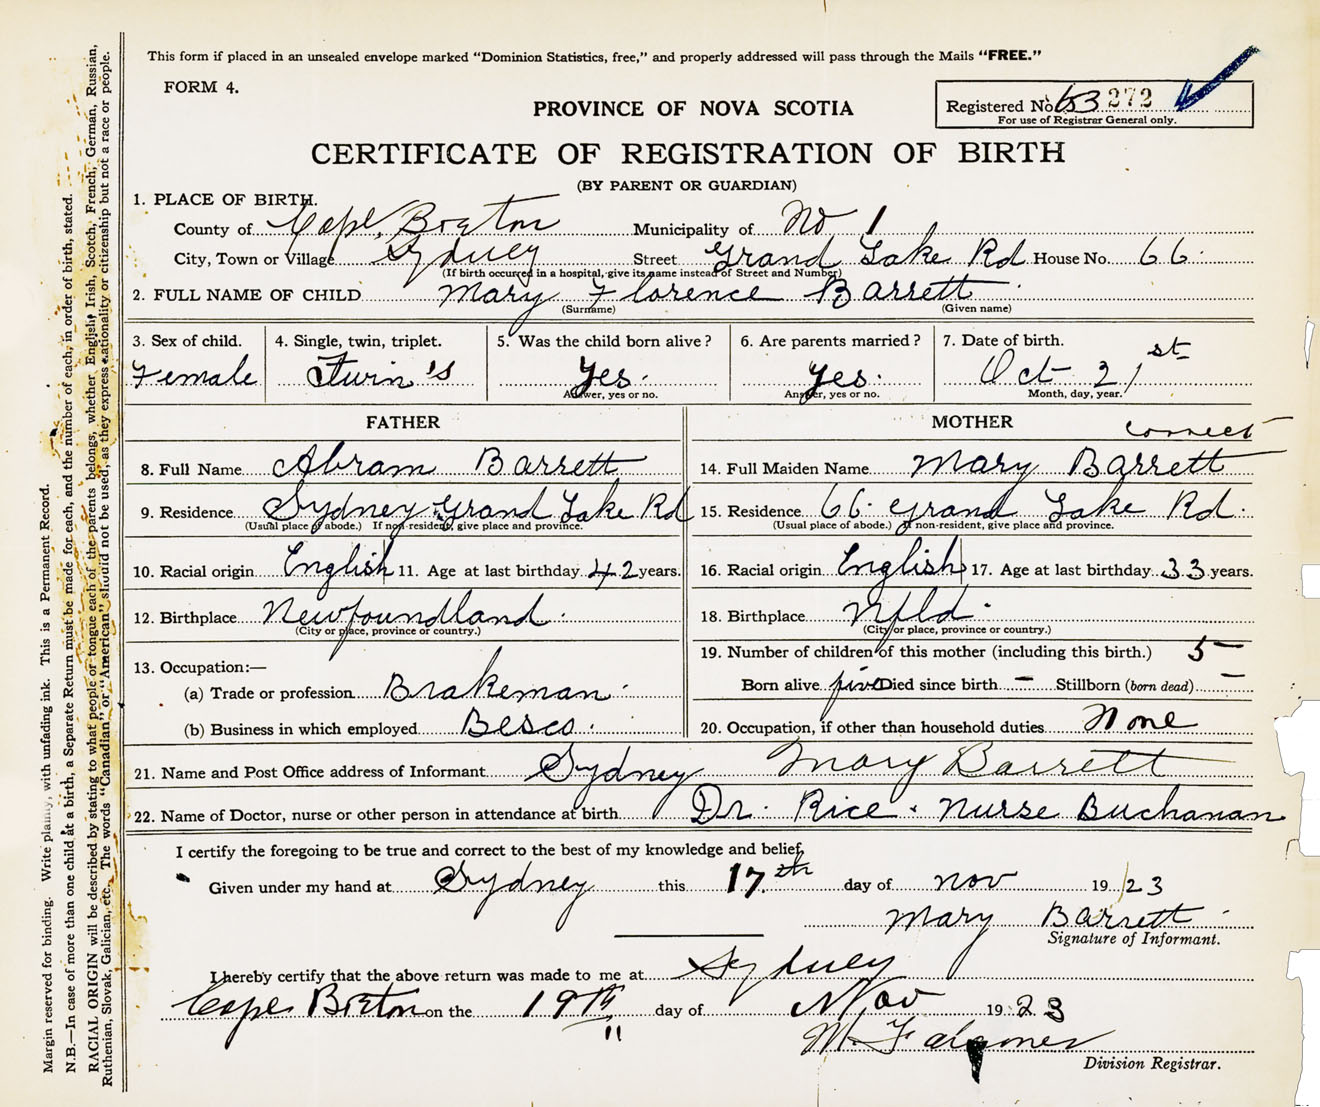 This form if placed in an unsealed envelope marked "Dominion Statistics, free," and properly addressed will pass through the Mails "FREE."
FORM 4.
PROVINCE OF NOVA SCOTIA
Registered No. 272
For use of Registrar General only.
CERTIFICATE OF REGISTRATION OF BIRTH
(BY PARENT OR GUARDIAN)
1. PLACE OF BIRTH.
County of Cape Breton Municipality of No 1
City, Town or Village Sydney Street Grand Lake Rd House No. 66
(If birth occurred in a hospital, give its name instead of Street and Number)
2. FULL NAME OF CHILD Mary Florence Barrett
(Surname) (Given name)
3. Sex of child. 4. Single, twin, triplet. 5. Was the child born alive? 6. Are parents married? 7. Date of birth.
Female Twin's Yes. Yes. Oct 21st
Answer, yes or no. Answer, yes or no. Month, day, year.
FATHER
8. Full Name Abram Barrett
9. Residence Sydney Grand Lake Rd
(Usual place of abode.) If non-resident, give place and province.
10. Racial origin English 11. Age at last birthday 42 years.
12. Birthplace Newfoundland.
(City or place, province or country.)
13. Occupation:—
(a) Trade or profession Brakeman.
(b) Business in which employed Besco.
MOTHER
correct
14. Full Maiden Name Mary Barrett
15. Residence 66 Grand Lake Rd.
(Usual place of abode.) If non-resident, give place and province.
16. Racial origin English 17. Age at last birthday 33 years.
18. Birthplace Nfld.
(City or place, province or country.)
19. Number of children of this mother (including this birth.) 5 —
Born alive five Died since birth — Stillborn (born dead) —
20. Occupation, if other than household duties None
21. Name and Post Office address of Informant Sydney Mary Barrett
22. Name of Doctor, nurse or other person in attendance at birth Dr. Rice. Nurse Buchanan
I certify the foregoing to be true and correct to the best of my knowledge and belief.
Given under my hand at Sydney this 17th day of Nov 1923
Mary Barrett
Signature of Informant.
I hereby certify that the above return was made to me at Sydney
Cape Breton on the 19th day of Nov 1923
M.
Division Registrar.
Margin reserved for binding. Write plainly, with unfading ink. This is a Permanent Record.
N.B.—In case of more than one child at a birth, a Separate Return must be made for each, and the number of each, in order of birth, stated.
RACIAL ORIGIN will be described by stating to what people or tongue each of the parents belongs, whether English, Irish, Scotch, French, German, Russian,
Ruthenian, Slovak, Galician, etc. The words "Canadian" or "American" should not be used, as they express nationality or citizenship but not a race or people.